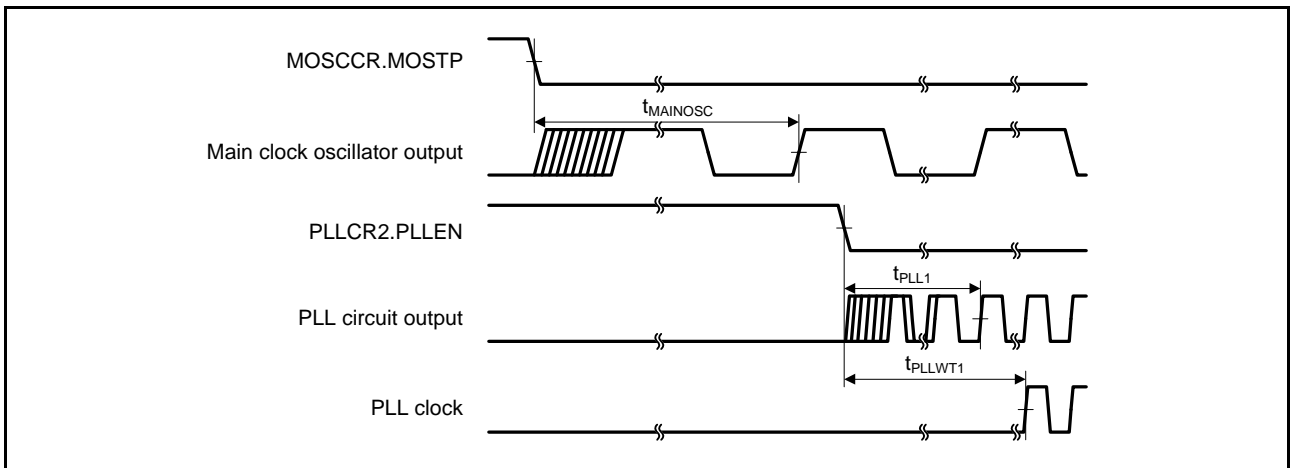 MOSCCR.MOSTP
tMAINOSC
Main clock oscillator output
PLLCR2.PLLEN
tPLL1
PLL circuit output
tPLLWT1
PLL clock